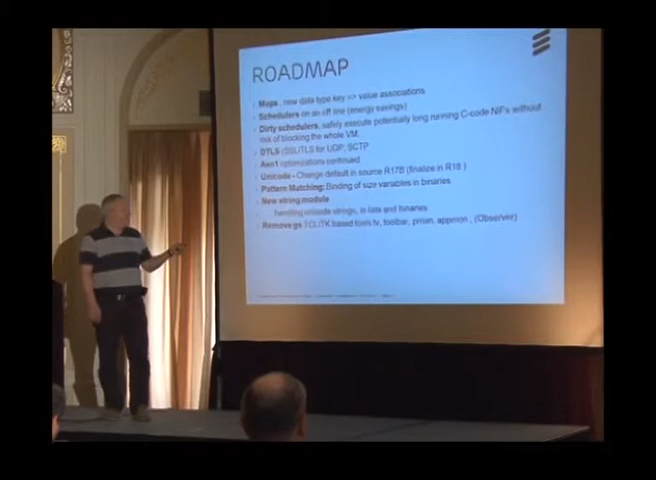 ROADMAP
Maps, new data type key => value associations
Schedulers on an off line (energy savings)
Dirty schedulers, safely execute potentially long running C-code NIFs without
risk of blocking the whole VM.
DTLS (SSL/TLS for UDP, SCTP
Asn1 optimizations continued
Unicode - Change default in source R17B (finalize in R18)
Pattern Matching: Binding of size variables in binaries
New string module
handling unicode strings, in lists and binaries
Remove gs TCL/TK based tools tv, toolbar, pman, appmon, (Observer)